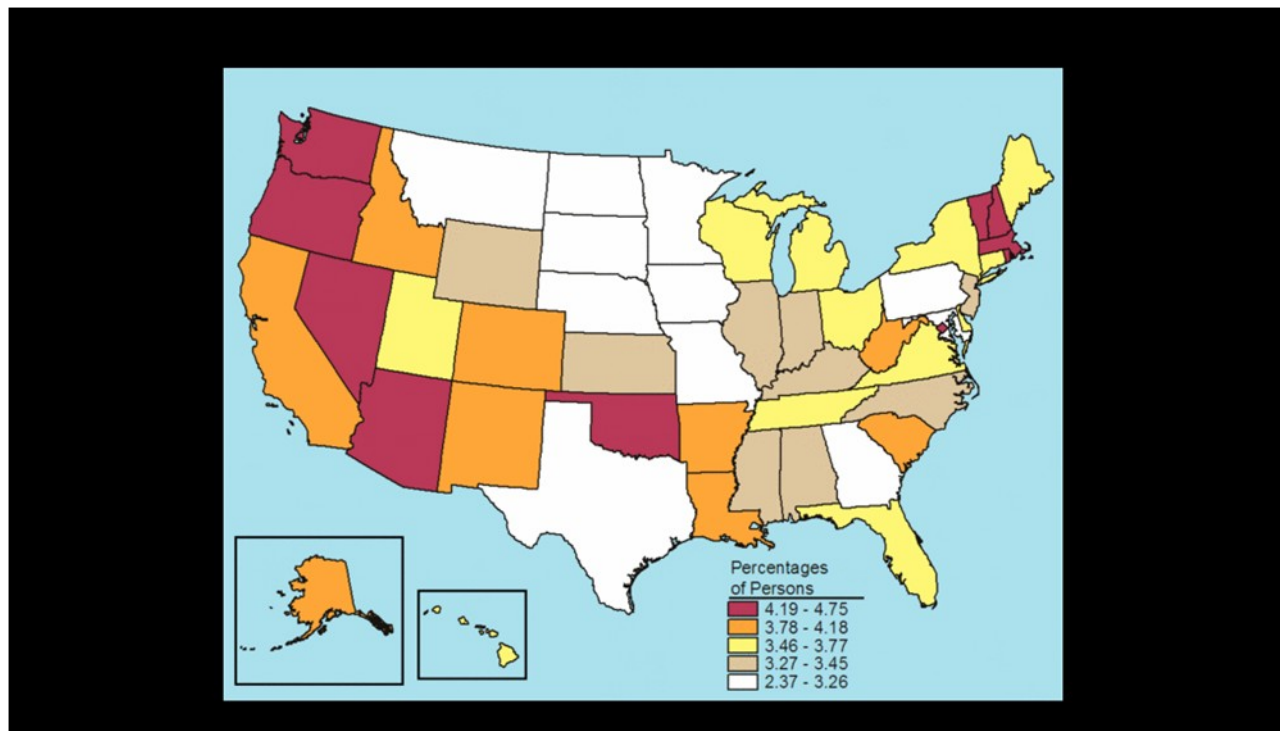 Percentages
of Persons
4.19 - 4.75
3.78 - 4.18
3.46 - 3.77
3.27 - 3.45
2.37 - 3.26